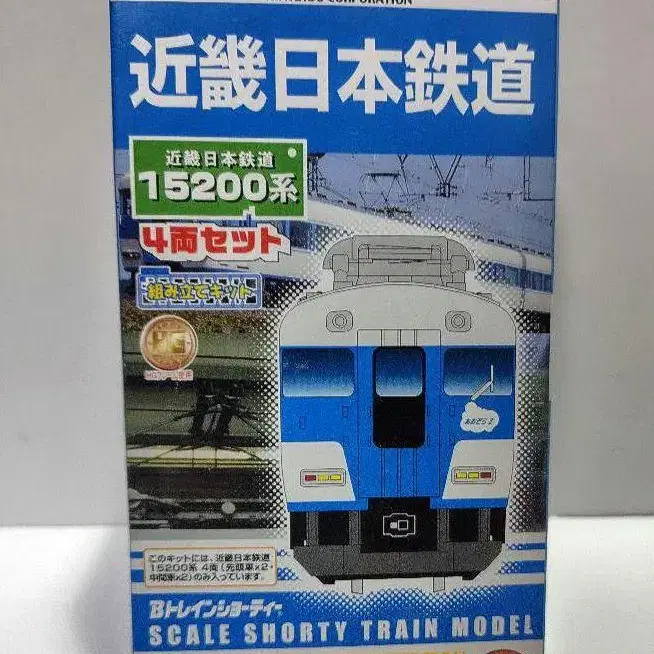 CORPORATION
近畿日本鉄道
近畿日本鉄道
15200系
4両セット
組み立てキット
HG
あおぞらⅡ
このキットには、近畿日本鉄道
15200系 4両(先頭車×2・
中間車×2)のみ入っています。
Bトレインショーティー
SCALE SHORTY TRAIN MODEL